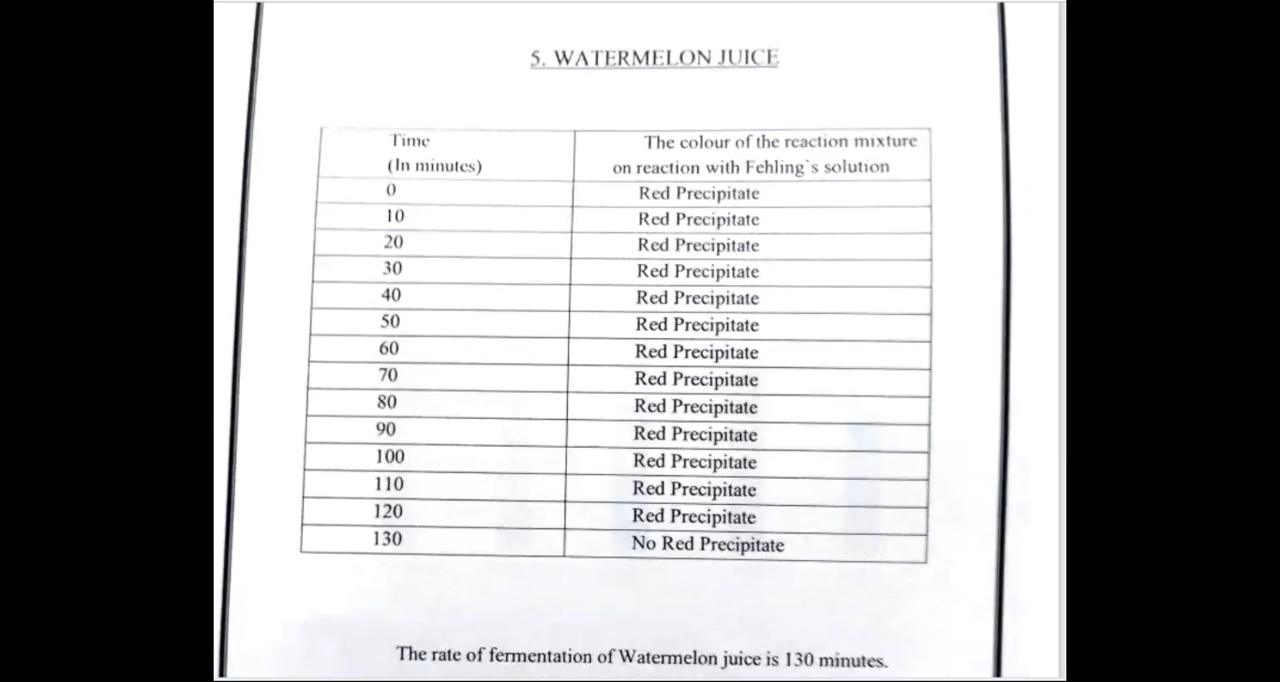 5. WATERMELON JUICE
Time The colour of the reaction mixture
(In minutes) on reaction with Fehling`s solution
0 Red Precipitate
10 Red Precipitate
20 Red Precipitate
30 Red Precipitate
40 Red Precipitate
50 Red Precipitate
60 Red Precipitate
70 Red Precipitate
80 Red Precipitate
90 Red Precipitate
100 Red Precipitate
110 Red Precipitate
120 Red Precipitate
130 No Red Precipitate
The rate of fermentation of Watermelon juice is 130 minutes.